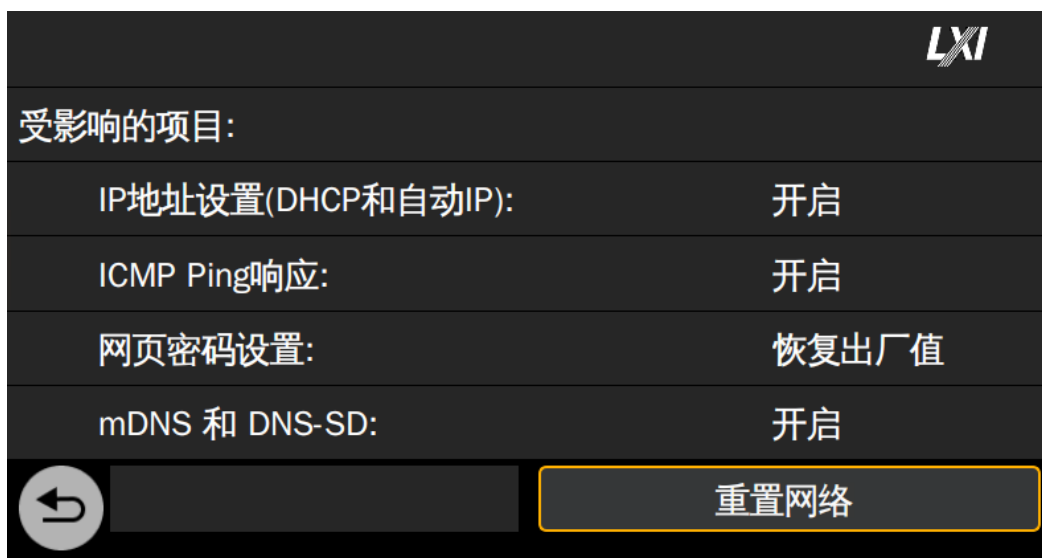 LXI
受影响的项目:
IP地址设置(DHCP和自动IP): 开启
ICMP Ping响应: 开启
网页密码设置: 恢复出厂值
mDNS 和 DNS-SD: 开启
重置网络